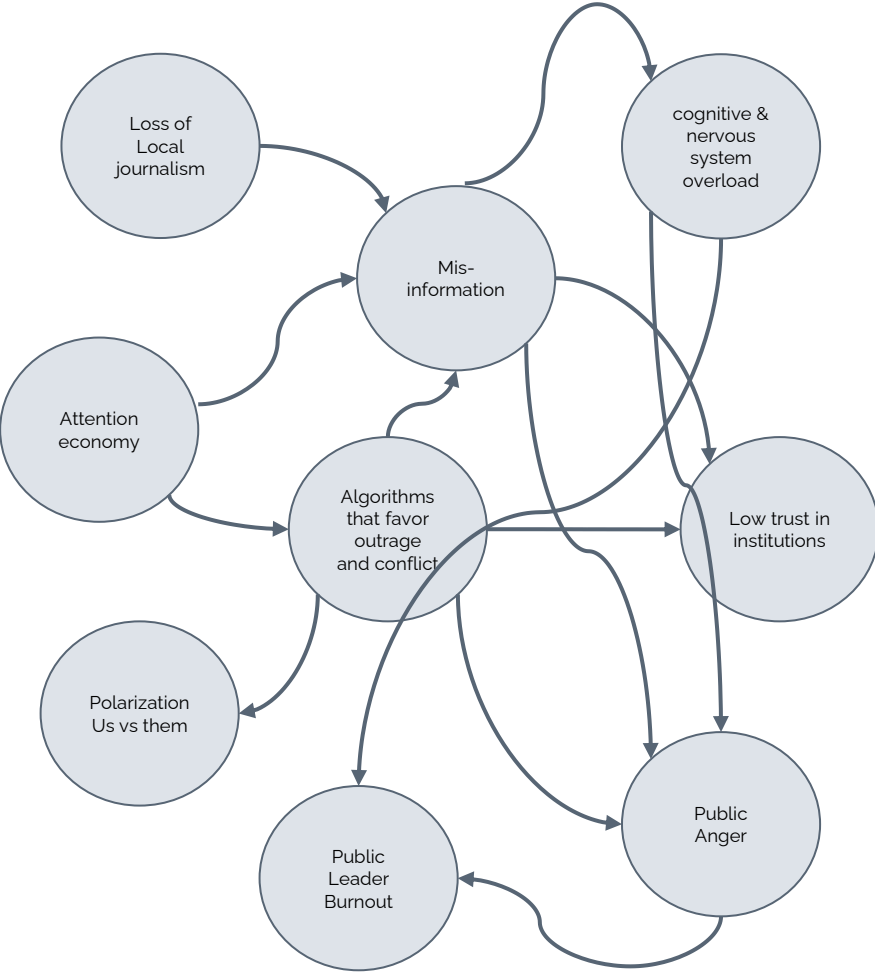 Loss of
Local
journalism
cognitive &
nervous
system
overload
Mis-
information
Attention
economy
Algorithms
that favor
outrage
and conflict
Low trust in
institutions
Polarization
Us vs them
Public
Anger
Public
Leader
Burnout